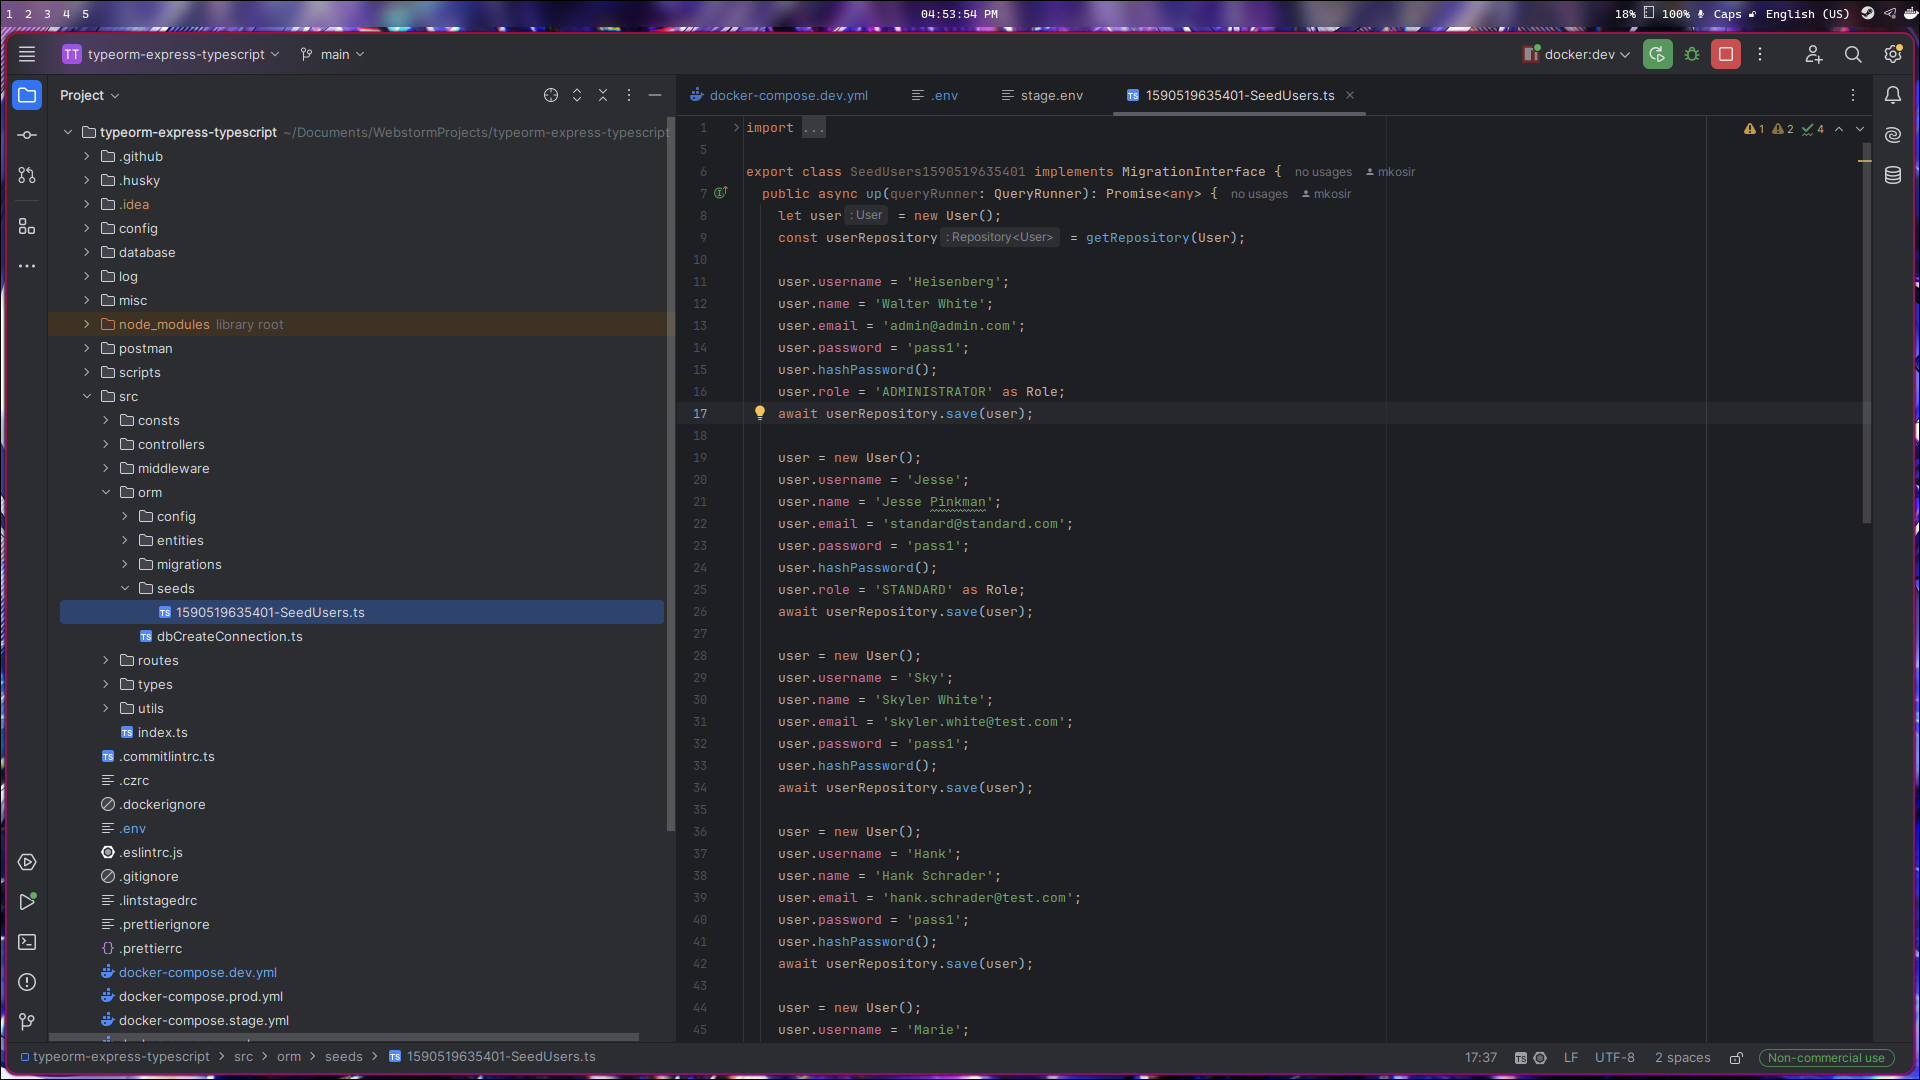 1 2 3 4 5
04:53:54 PM
18% 100% Caps English (US)
TT typeorm-express-typescript main
docker:dev
Project
docker-compose.dev.yml .env stage.env TS 1590519635401-SeedUsers.ts
typeorm-express-typescript ~/Documents/WebstormProjects/typeorm-express-typescript
.github
.husky
.idea
config
database
log
misc
node_modules library root
postman
scripts
src
consts
controllers
middleware
orm
config
entities
migrations
seeds
TS 1590519635401-SeedUsers.ts
TS dbCreateConnection.ts
routes
types
utils
TS index.ts
TS .commitlintrc.ts
.czrc
.dockerignore
.env
.eslintrc.js
.gitignore
.lintstagedrc
.prettierignore
{} .prettierrc
docker-compose.dev.yml
docker-compose.prod.yml
docker-compose.stage.yml
1 import ...
1 2 4
5
6 export class SeedUsers1590519635401 implements MigrationInterface { no usages mkosir
7 public async up(queryRunner: QueryRunner): Promise<any> { no usages mkosir
8 let user : User = new User();
9 const userRepository : Repository<User> = getRepository(User);
10
11 user.username = 'Heisenberg';
12 user.name = 'Walter White';
13 user.email = 'admin@admin.com';
14 user.password = 'pass1';
15 user.hashPassword();
16 user.role = 'ADMINISTRATOR' as Role;
17 await userRepository.save(user);
18
19 user = new User();
20 user.username = 'Jesse';
21 user.name = 'Jesse Pinkman';
22 user.email = 'standard@standard.com';
23 user.password = 'pass1';
24 user.hashPassword();
25 user.role = 'STANDARD' as Role;
26 await userRepository.save(user);
27
28 user = new User();
29 user.username = 'Sky';
30 user.name = 'Skyler White';
31 user.email = 'skyler.white@test.com';
32 user.password = 'pass1';
33 user.hashPassword();
34 await userRepository.save(user);
35
36 user = new User();
37 user.username = 'Hank';
38 user.name = 'Hank Schrader';
39 user.email = 'hank.schrader@test.com';
40 user.password = 'pass1';
41 user.hashPassword();
42 await userRepository.save(user);
43
44 user = new User();
45 user.username = 'Marie';
typeorm-express-typescript > src > orm > seeds > TS 1590519635401-SeedUsers.ts
17:37 TS LF UTF-8 2 spaces Non-commercial use